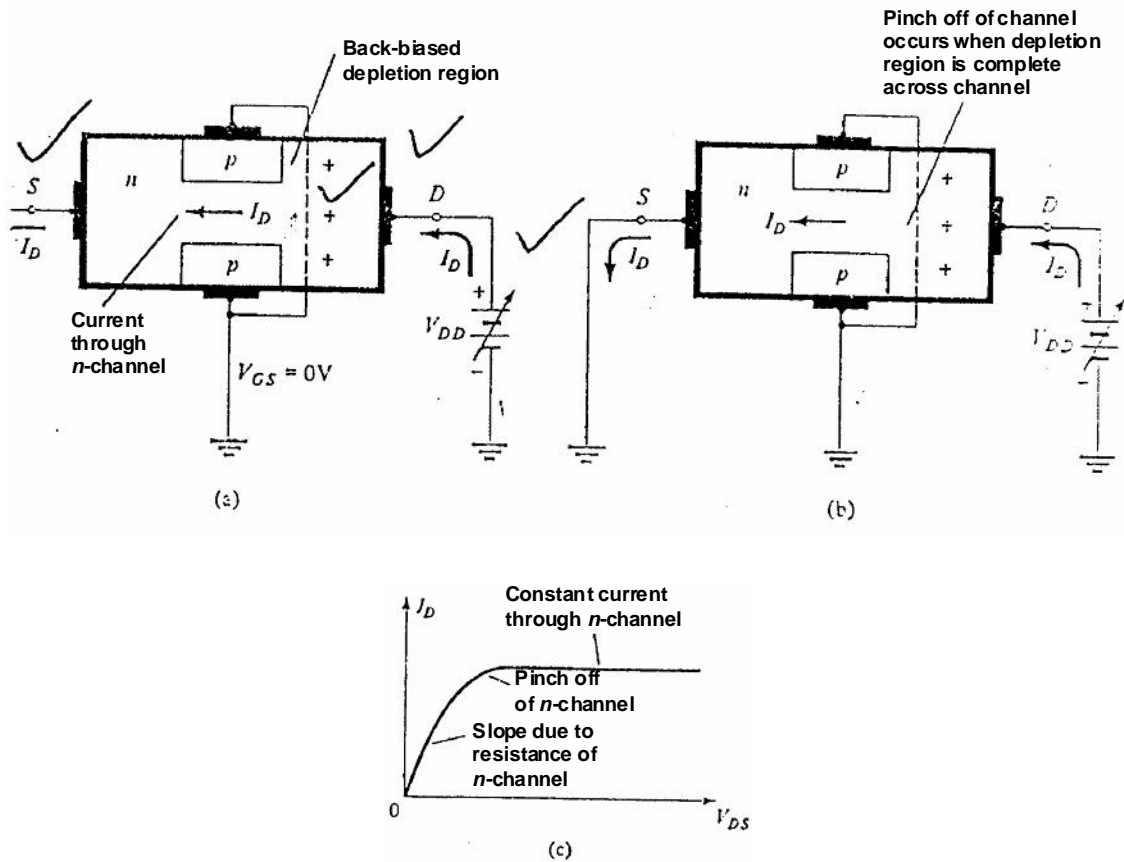 Back-biased
depletion region
S
I_D
n
p
I_D
p
+
+
+
D
I_D
+
V_DD
−
Current
through
n-channel
V_GS = 0V
(a)
Pinch off of channel
occurs when depletion
region is complete
across channel
S
I_D
n
p
I_D
p
+
+
+
D
I_D
+
V_DD
−
(b)
I_D
Constant current
through n-channel
Pinch off
of n-channel
Slope due to
resistance of
n-channel
0
V_DS
(c)